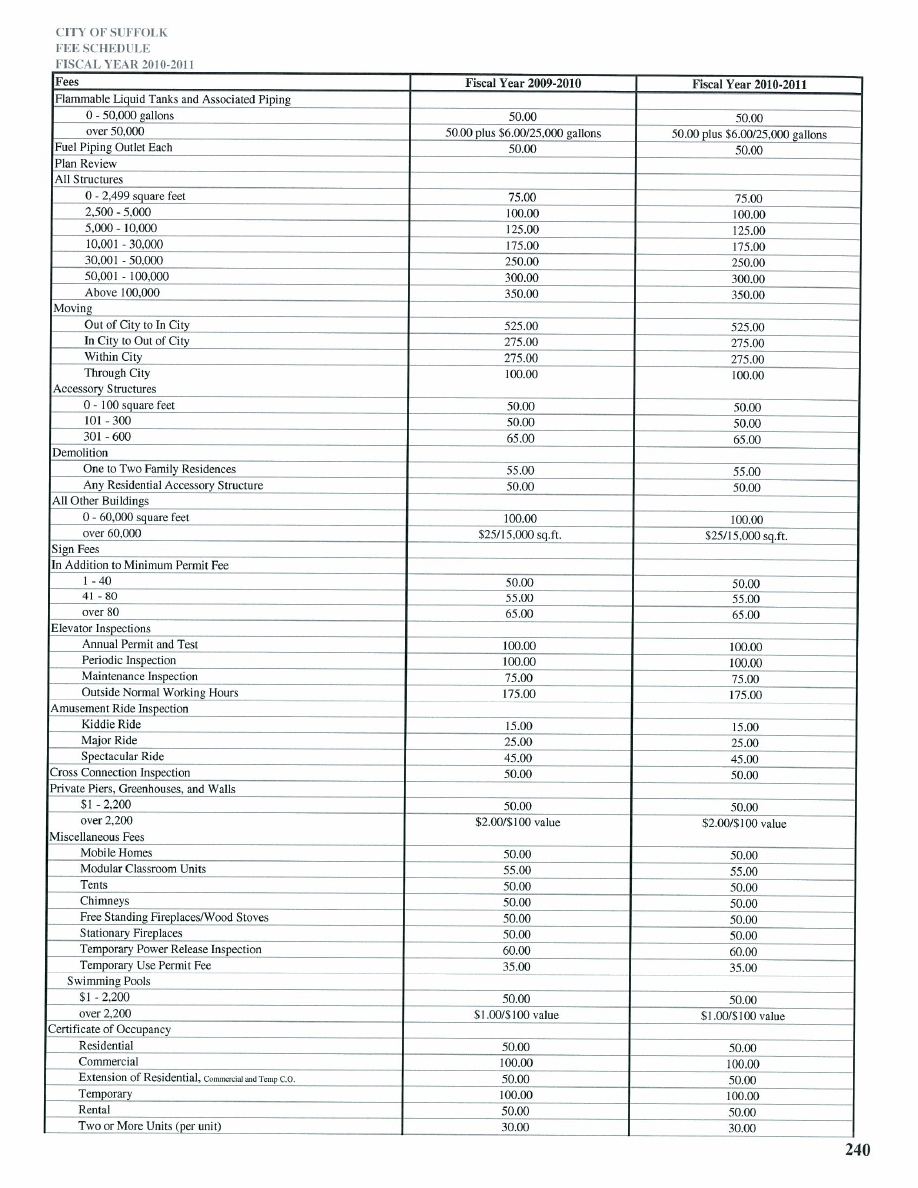 CITY OF SUFFOLK
FEE SCHEDULE
FISCAL YEAR 2010-2011
Fees Fiscal Year 2009-2010 Fiscal Year 2010-2011
Flammable Liquid Tanks and Associated Piping
0 - 50,000 gallons 50.00 50.00
over 50,000 50.00 plus $6.00/25,000 gallons 50.00 plus $6.00/25,000 gallons
Fuel Piping Outlet Each 50.00 50.00
Plan Review
All Structures
0 - 2,499 square feet 75.00 75.00
2,500 - 5,000 100.00 100.00
5,000 - 10,000 125.00 125.00
10,001 - 30,000 175.00 175.00
30,001 - 50,000 250.00 250.00
50,001 - 100,000 300.00 300.00
Above 100,000 350.00 350.00
Moving
Out of City to In City 525.00 525.00
In City to Out of City 275.00 275.00
Within City 275.00 275.00
Through City 100.00 100.00
Accessory Structures
0 - 100 square feet 50.00 50.00
101 - 300 50.00 50.00
301 - 600 65.00 65.00
Demolition
One to Two Family Residences 55.00 55.00
Any Residential Accessory Structure 50.00 50.00
All Other Buildings
0 - 60,000 square feet 100.00 100.00
over 60,000 $25/15,000 sq.ft. $25/15,000 sq.ft.
Sign Fees
In Addition to Minimum Permit Fee
1 - 40 50.00 50.00
41 - 80 55.00 55.00
over 80 65.00 65.00
Elevator Inspections
Annual Permit and Test 100.00 100.00
Periodic Inspection 100.00 100.00
Maintenance Inspection 75.00 75.00
Outside Normal Working Hours 175.00 175.00
Amusement Ride Inspection
Kiddie Ride 15.00 15.00
Major Ride 25.00 25.00
Spectacular Ride 45.00 45.00
Cross Connection Inspection 50.00 50.00
Private Piers, Greenhouses, and Walls
$1 - 2,200 50.00 50.00
over 2,200 $2.00/$100 value $2.00/$100 value
Miscellaneous Fees
Mobile Homes 50.00 50.00
Modular Classroom Units 55.00 55.00
Tents 50.00 50.00
Chimneys 50.00 50.00
Free Standing Fireplaces/Wood Stoves 50.00 50.00
Stationary Fireplaces 50.00 50.00
Temporary Power Release Inspection 60.00 60.00
Temporary Use Permit Fee 35.00 35.00
Swimming Pools
$1 - 2,200 50.00 50.00
over 2,200 $1.00/$100 value $1.00/$100 value
Certificate of Occupancy
Residential 50.00 50.00
Commercial 100.00 100.00
Extension of Residential, Commercial and Temp C.O. 50.00 50.00
Temporary 100.00 100.00
Rental 50.00 50.00
Two or More Units (per unit) 30.00 30.00
240